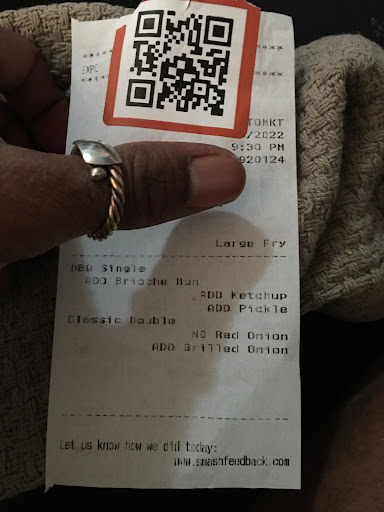 EXPO
TOMKT
/2022
9:30 PM
920124
Large Fry
BBQ Single
ADD Brioche Bun
ADD Ketchup
ADD Pickle
Classic Double
NO Red Onion
ADD Grilled Onion
Let us know how we did today:
www.smashfeedback.com